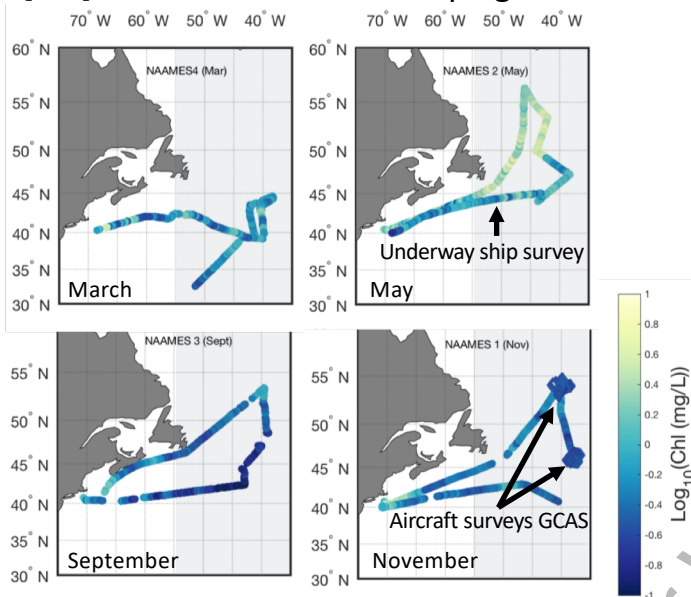 70° W 60° W 50° W 40° W 70° W 60° W 50° W 40° W
60° N
55° N
50° N
45° N
40° N
35° N
30° N
NAAMES4 (Mar)
March
60° N
55° N
50° N
45° N
40° N
35° N
30° N
NAAMES 2 (May)
Underway ship survey
May
55° N
50° N
45° N
40° N
35° N
30° N
NAAMES 3 (Sept)
September
55° N
50° N
45° N
40° N
35° N
30° N
NAAMES 1 (Nov)
Aircraft surveys GCAS
November
1
0.8
0.6
0.4
0.2
0
-0.2
-0.4
-0.6
-0.8
-1
Log10(Chl (mg/L))